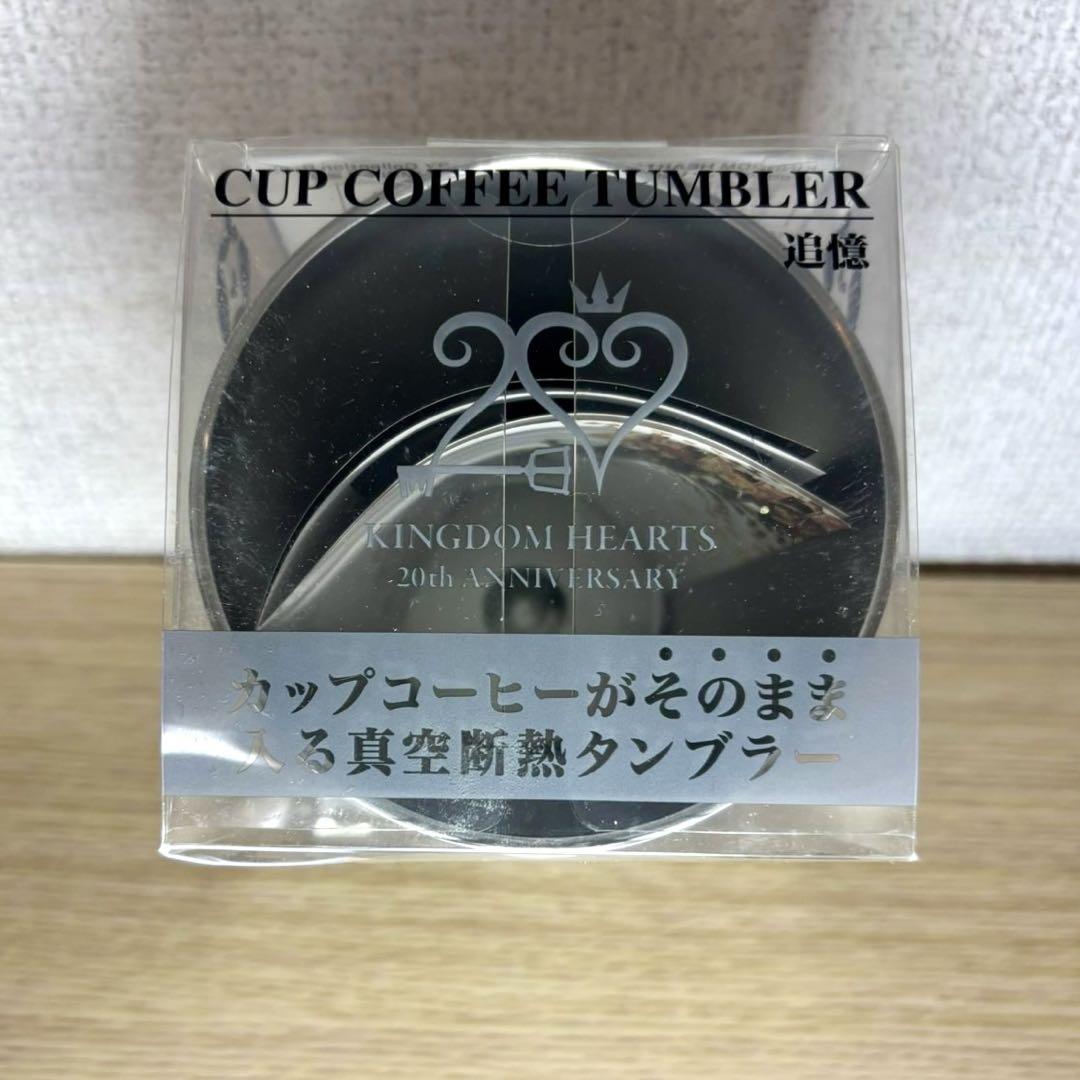 CUP COFFEE TUMBLER
追憶
KINGDOM HEARTS
20th ANNIVERSARY
カップコーヒーがそのまま
入る真空断熱タンブラー